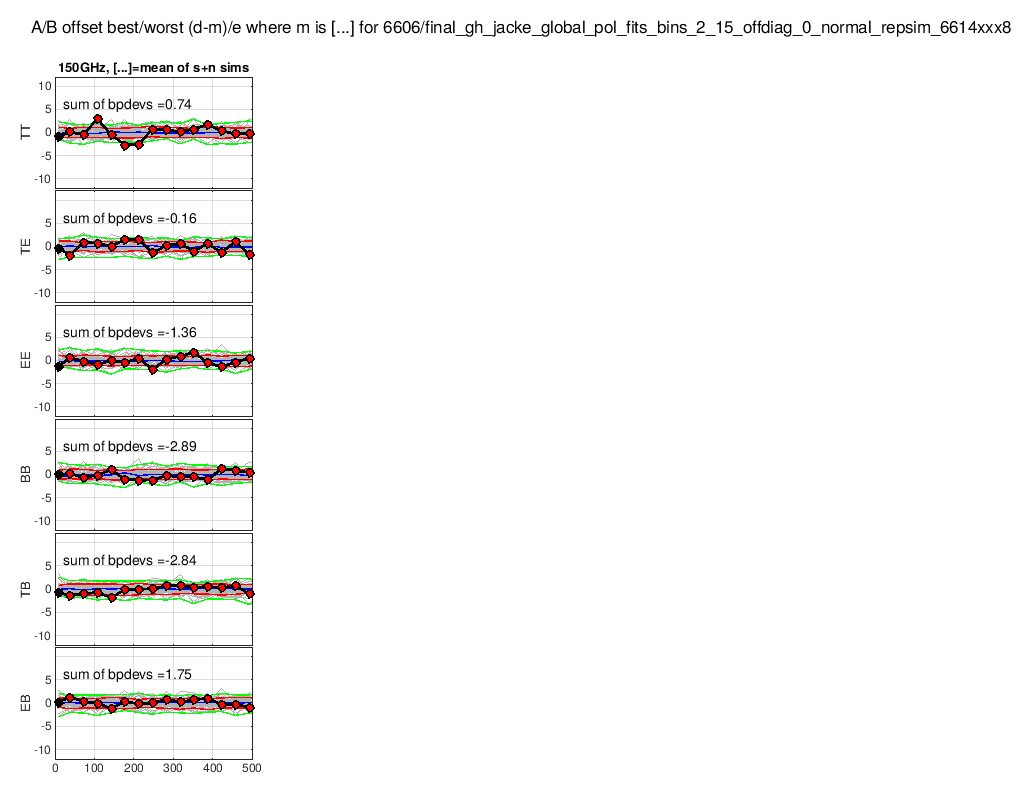 A/B offset best/worst (d-m)/e where m is [...] for 6606/final_gh_jacke_global_pol_fits_bins_2_15_offdiag_0_normal_repsim_6614xxx8
150GHz, [...]=mean of s+n sims
10
5
0
-5
-10
TT
sum of bpdevs =0.74
5
0
-5
-10
TE
sum of bpdevs =-0.16
5
0
-5
-10
EE
sum of bpdevs =-1.36
5
0
-5
-10
BB
sum of bpdevs =-2.89
5
0
-5
-10
TB
sum of bpdevs =-2.84
5
0
-5
-10
EB
sum of bpdevs =1.75
0 100 200 300 400 500